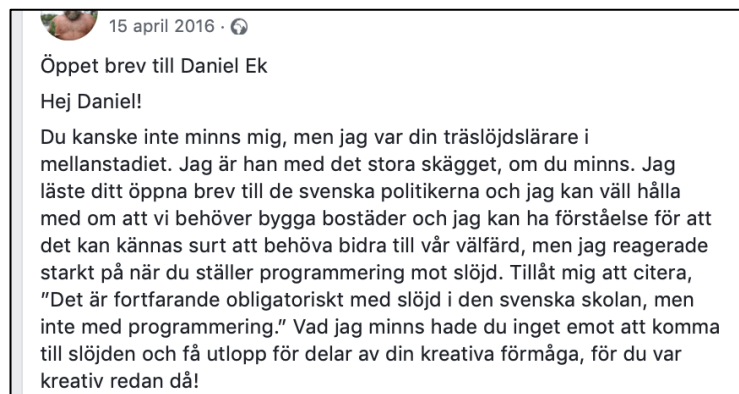 15 april 2016 ·
Öppet brev till Daniel Ek
Hej Daniel!
Du kanske inte minns mig, men jag var din träslöjdslärare i
mellanstadiet. Jag är han med det stora skägget, om du minns. Jag
läste ditt öppna brev till de svenska politikerna och jag kan väll hålla
med om att vi behöver bygga bostäder och jag kan ha förståelse för att
det kan kännas surt att behöva bidra till vår välfärd, men jag reagerade
starkt på när du ställer programmering mot slöjd. Tillåt mig att citera,
”Det är fortfarande obligatoriskt med slöjd i den svenska skolan, men
inte med programmering.” Vad jag minns hade du inget emot att komma
till slöjden och få utlopp för delar av din kreativa förmåga, för du var
kreativ redan då!